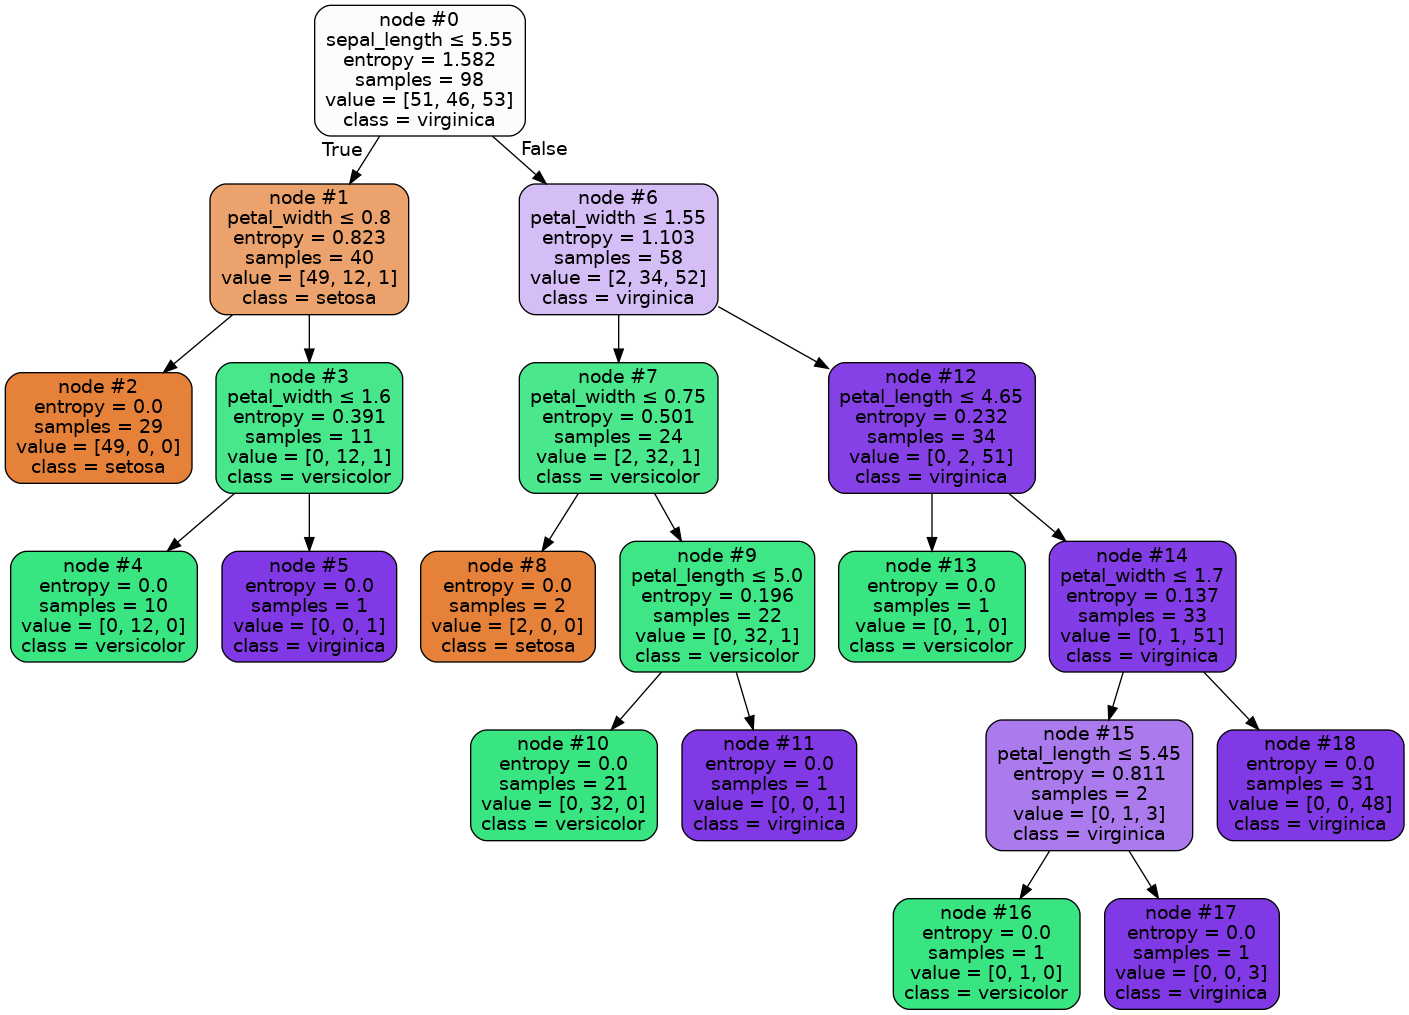 node #0
sepal_length ≤ 5.55
entropy = 1.582
samples = 98
value = [51, 46, 53]
class = virginica
True
False
node #1
petal_width ≤ 0.8
entropy = 0.823
samples = 40
value = [49, 12, 1]
class = setosa
node #6
petal_width ≤ 1.55
entropy = 1.103
samples = 58
value = [2, 34, 52]
class = virginica
node #2
entropy = 0.0
samples = 29
value = [49, 0, 0]
class = setosa
node #3
petal_width ≤ 1.6
entropy = 0.391
samples = 11
value = [0, 12, 1]
class = versicolor
node #7
petal_width ≤ 0.75
entropy = 0.501
samples = 24
value = [2, 32, 1]
class = versicolor
node #12
petal_length ≤ 4.65
entropy = 0.232
samples = 34
value = [0, 2, 51]
class = virginica
node #4
entropy = 0.0
samples = 10
value = [0, 12, 0]
class = versicolor
node #5
entropy = 0.0
samples = 1
value = [0, 0, 1]
class = virginica
node #8
entropy = 0.0
samples = 2
value = [2, 0, 0]
class = setosa
node #9
petal_length ≤ 5.0
entropy = 0.196
samples = 22
value = [0, 32, 1]
class = versicolor
node #13
entropy = 0.0
samples = 1
value = [0, 1, 0]
class = versicolor
node #14
petal_width ≤ 1.7
entropy = 0.137
samples = 33
value = [0, 1, 51]
class = virginica
node #10
entropy = 0.0
samples = 21
value = [0, 32, 0]
class = versicolor
node #11
entropy = 0.0
samples = 1
value = [0, 0, 1]
class = virginica
node #15
petal_length ≤ 5.45
entropy = 0.811
samples = 2
value = [0, 1, 3]
class = virginica
node #18
entropy = 0.0
samples = 31
value = [0, 0, 48]
class = virginica
node #16
entropy = 0.0
samples = 1
value = [0, 1, 0]
class = versicolor
node #17
entropy = 0.0
samples = 1
value = [0, 0, 3]
class = virginica